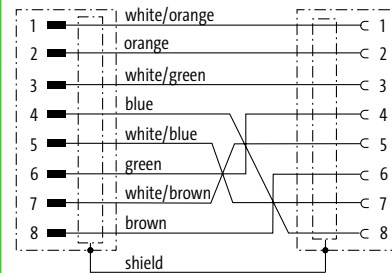 1 white/orange 1
2 orange 2
3 white/green 3
4 blue 4
5 white/blue 5
6 green 6
7 white/brown 7
8 brown 8
shield